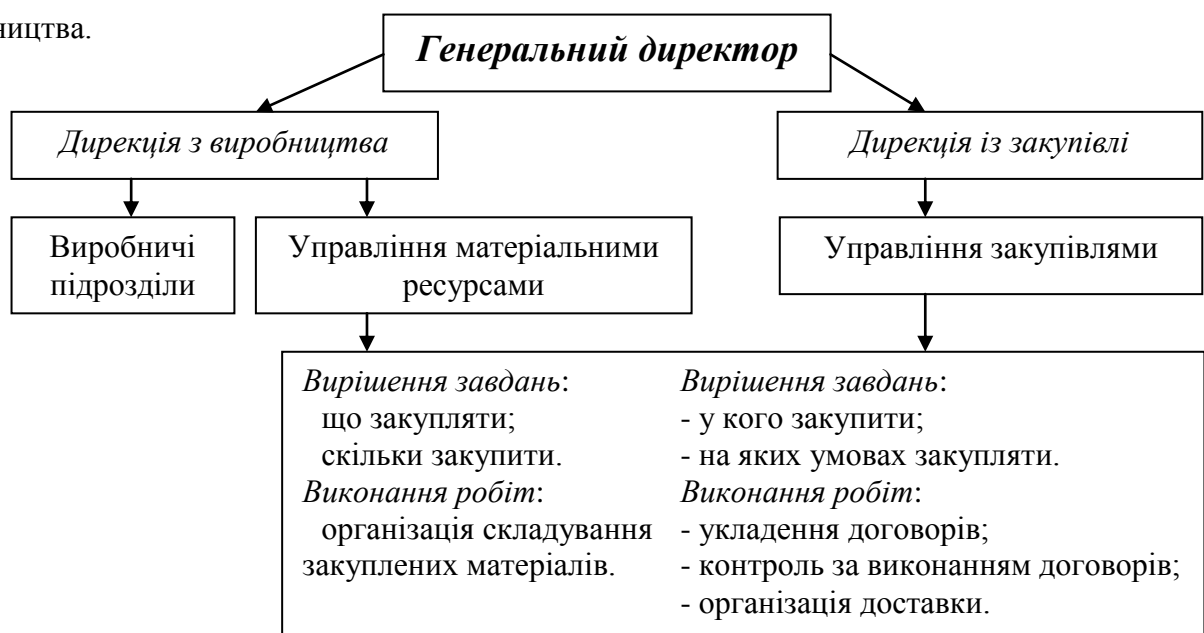 ництва.
Генеральний директор
Дирекція з виробництва
Дирекція із закупівлі
Виробничі
підрозділи
Управління матеріальними
ресурсами
Управління закупівлями
Вирішення завдань:
що закупляти;
скільки закупити.
Виконання робіт:
організація складування
закуплених матеріалів.
Вирішення завдань:
- у кого закупити;
- на яких умовах закупляти.
Виконання робіт:
- укладення договорів;
- контроль за виконанням договорів;
- організація доставки.